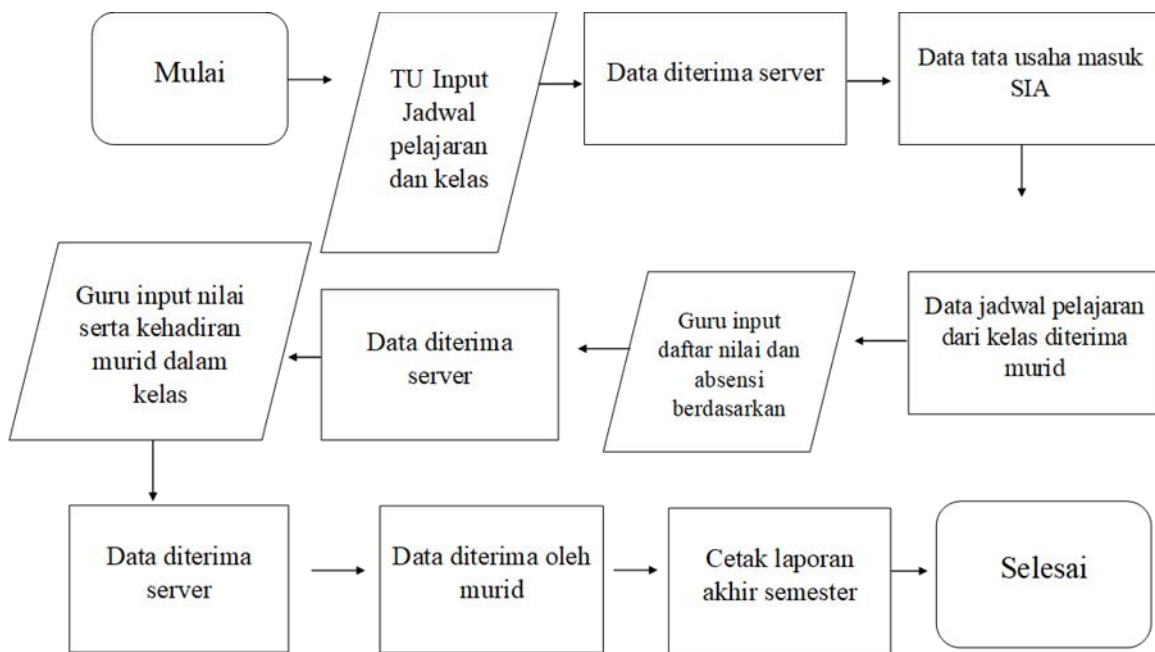 Mulai
TU Input
Jadwal
pelajaran
dan kelas
Data diterima server
Data tata usaha masuk
SIA
Data jadwal pelajaran
dari kelas diterima
murid
Guru input
daftar nilai dan
absensi
berdasarkan
Data diterima
server
Guru input nilai
serta kehadiran
murid dalam
kelas
Data diterima
server
Data diterima oleh
murid
Cetak laporan
akhir semester
Selesai